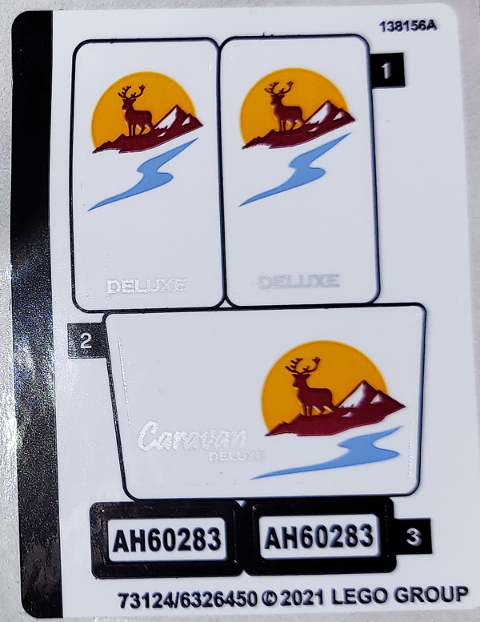 138156A
1
DELUXE DELUXE
2
Caravan
DELUXE
AH60283 AH60283 3
73124/6326450 © 2021 LEGO GROUP